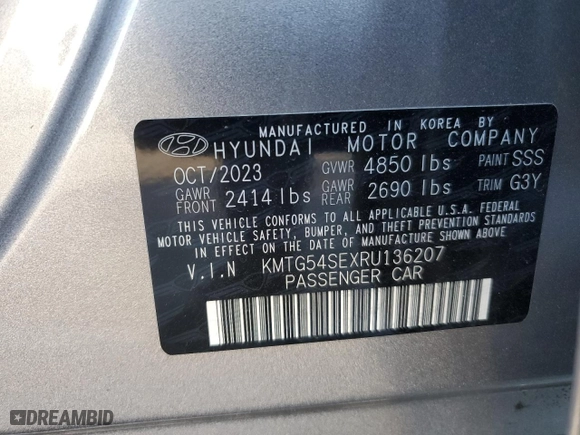 MANUFACTURED IN KOREA BY
HYUNDAI MOTOR COMPANY
OCT/2023 GVWR 4850 lbs PAINT SSS
GAWR FRONT 2414 lbs GAWR REAR 2690 lbs TRIM G3Y
THIS VEHICLE CONFORMS TO ALL APPLICABLE U.S.A. FEDERAL
MOTOR VEHICLE SAFETY, BUMPER, AND THEFT PREVENTION STANDARDS
IN EFFECT ON THE DATE OF MANUFACTURE SHOWN ABOVE.
V.I.N KMTG54SEXRU136207
PASSENGER CAR
DREAMBID